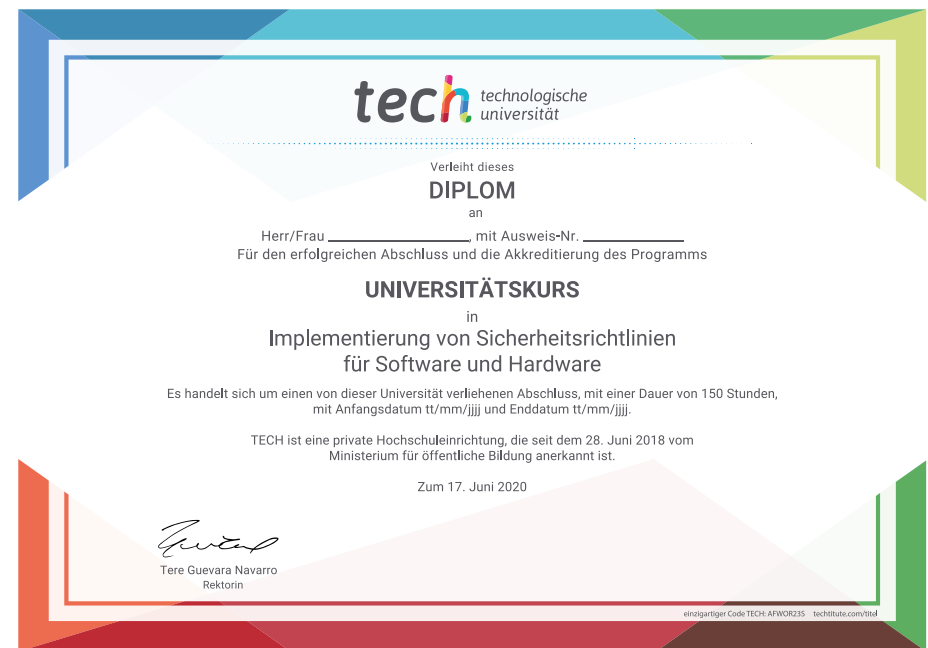 tech technologische
universität
Verleiht dieses
DIPLOM
an
Herr/Frau ____________________, mit Ausweis-Nr. ______________
Für den erfolgreichen Abschluss und die Akkreditierung des Programms
UNIVERSITÄTSKURS
in
Implementierung von Sicherheitsrichtlinien
für Software und Hardware
Es handelt sich um einen von dieser Universität verliehenen Abschluss, mit einer Dauer von 150 Stunden,
mit Anfangsdatum tt/mm/jjjj und Enddatum tt/mm/jjjj.
TECH ist eine private Hochschuleinrichtung, die seit dem 28. Juni 2018 vom
Ministerium für öffentliche Bildung anerkannt ist.
Zum 17. Juni 2020
Tere Guevara Navarro
Rektorin
einzigartiger Code TECH: AFWOR23S techtitute.com/titel